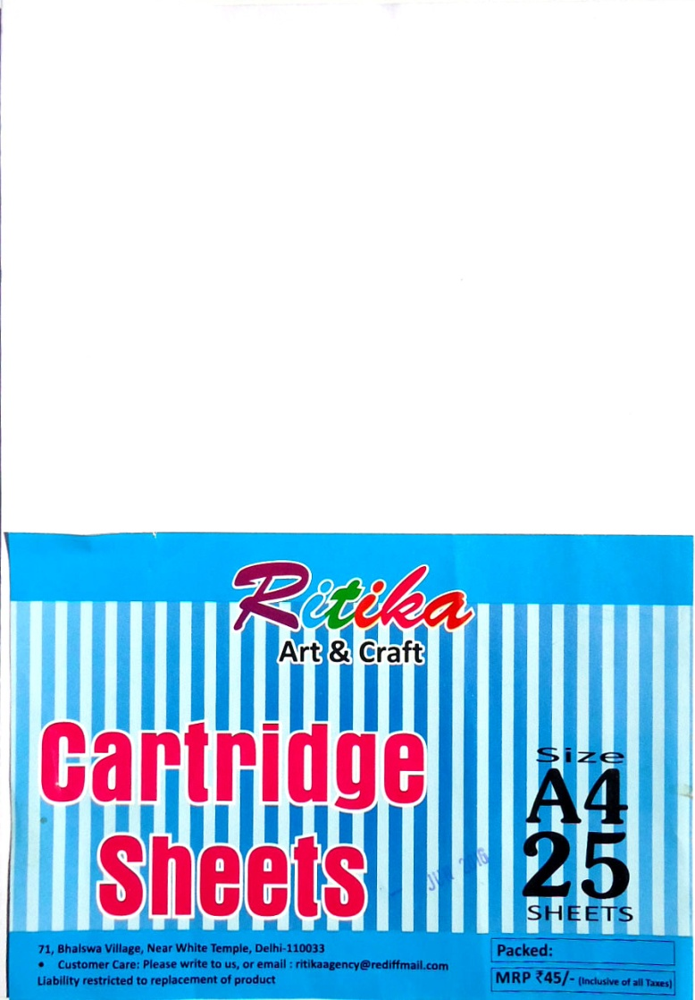 Ritika
Art & Craft
Cartridge
Sheets
Size
A4
25
SHEETS
JUN 2016
71, Bhalswa Village, Near White Temple, Delhi-110033
• Customer Care: Please write to us, or email : ritikaagency@rediffmail.com
Liability restricted to replacement of product
Packed:
MRP ₹45/- (Inclusive of all Taxes)